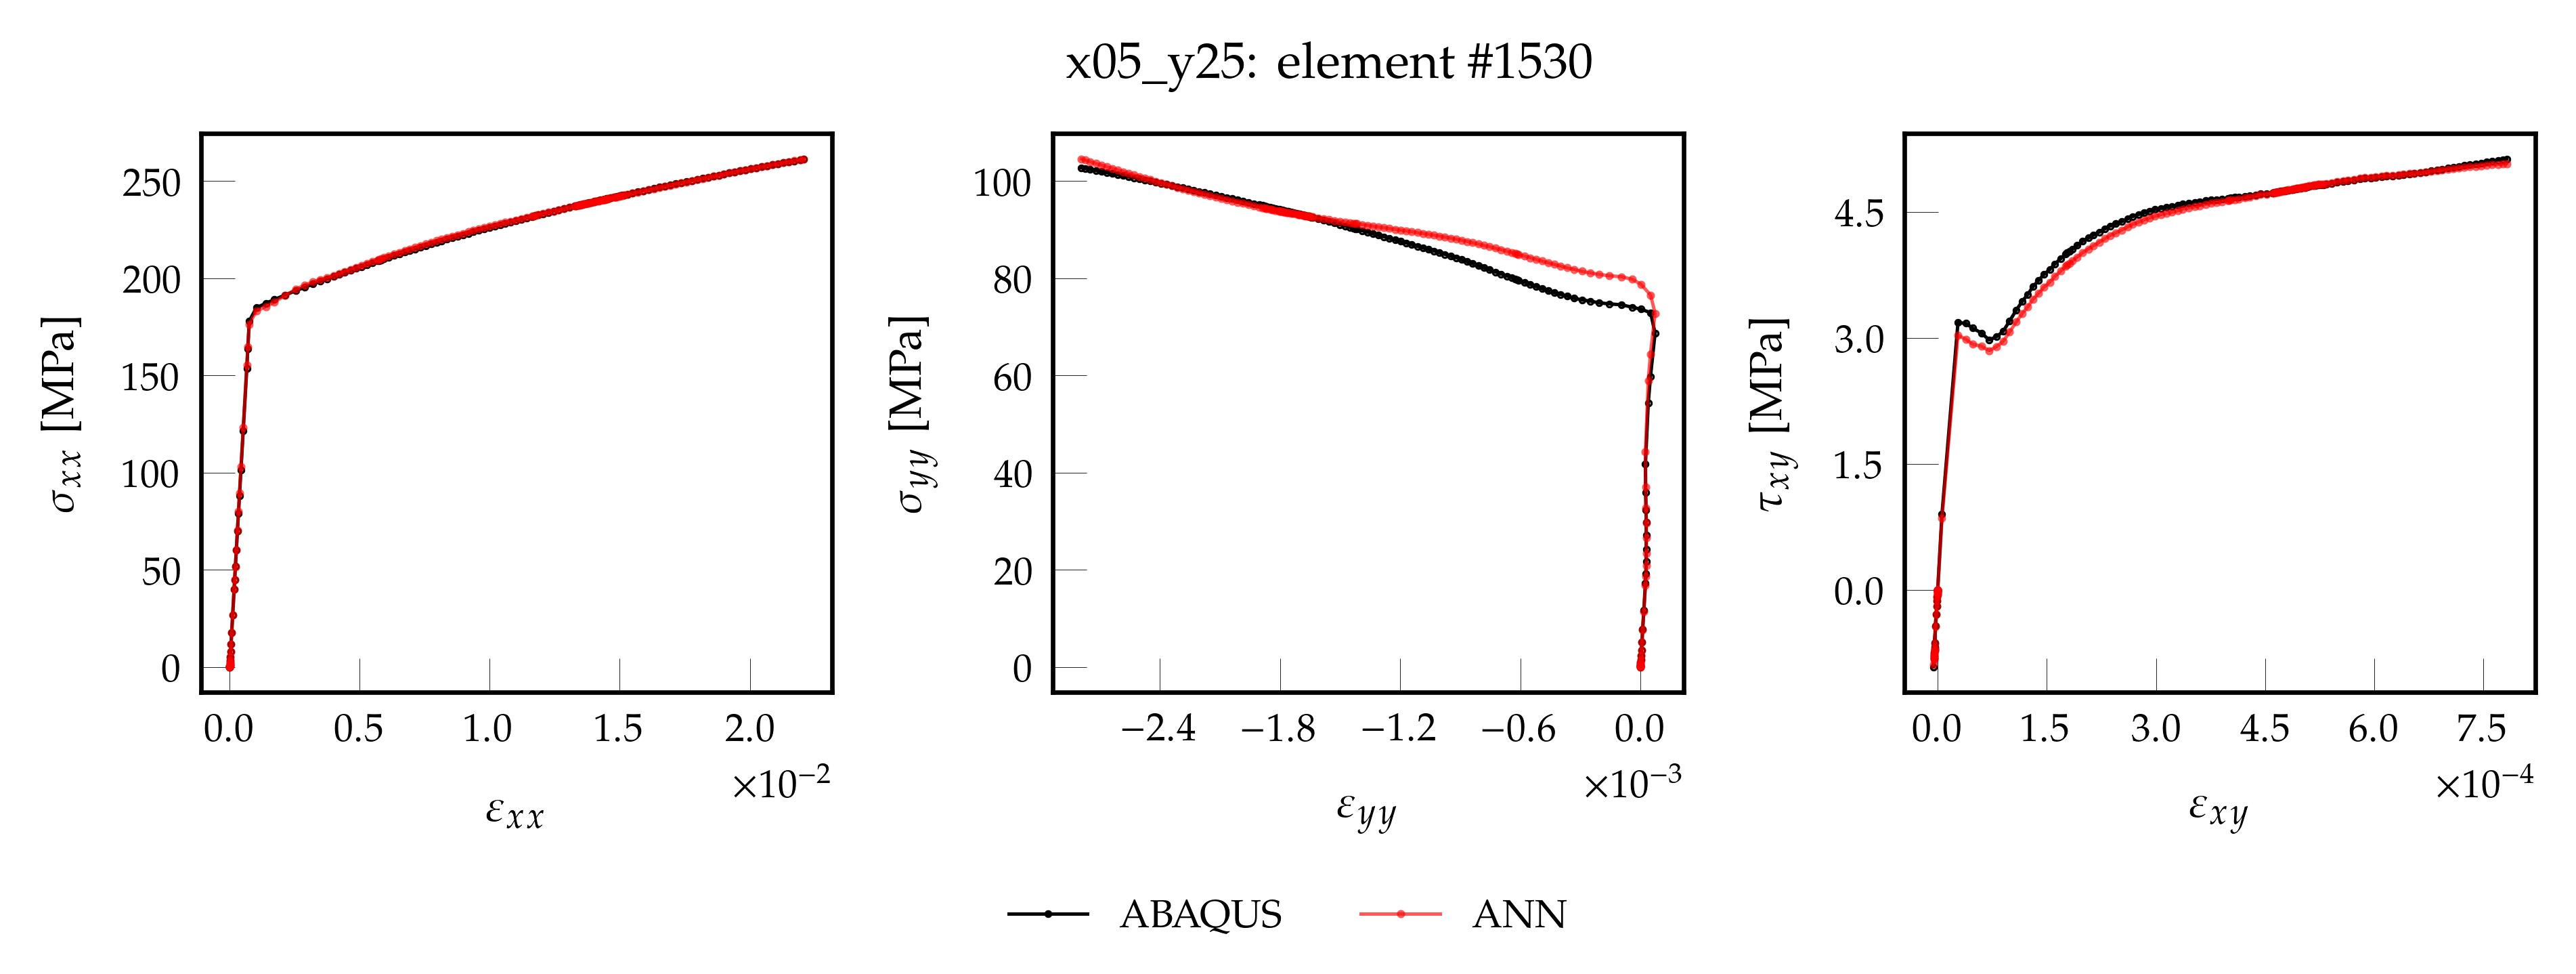 x05_y25: element #1530
σxx [MPa]
250
200
150
100
50
0
0.0 0.5 1.0 1.5 2.0
×10−2
εxx
σyy [MPa]
100
80
60
40
20
0
−2.4 −1.8 −1.2 −0.6 0.0
×10−3
εyy
τxy [MPa]
4.5
3.0
1.5
0.0
0.0 1.5 3.0 4.5 6.0 7.5
×10−4
εxy
ABAQUS ANN